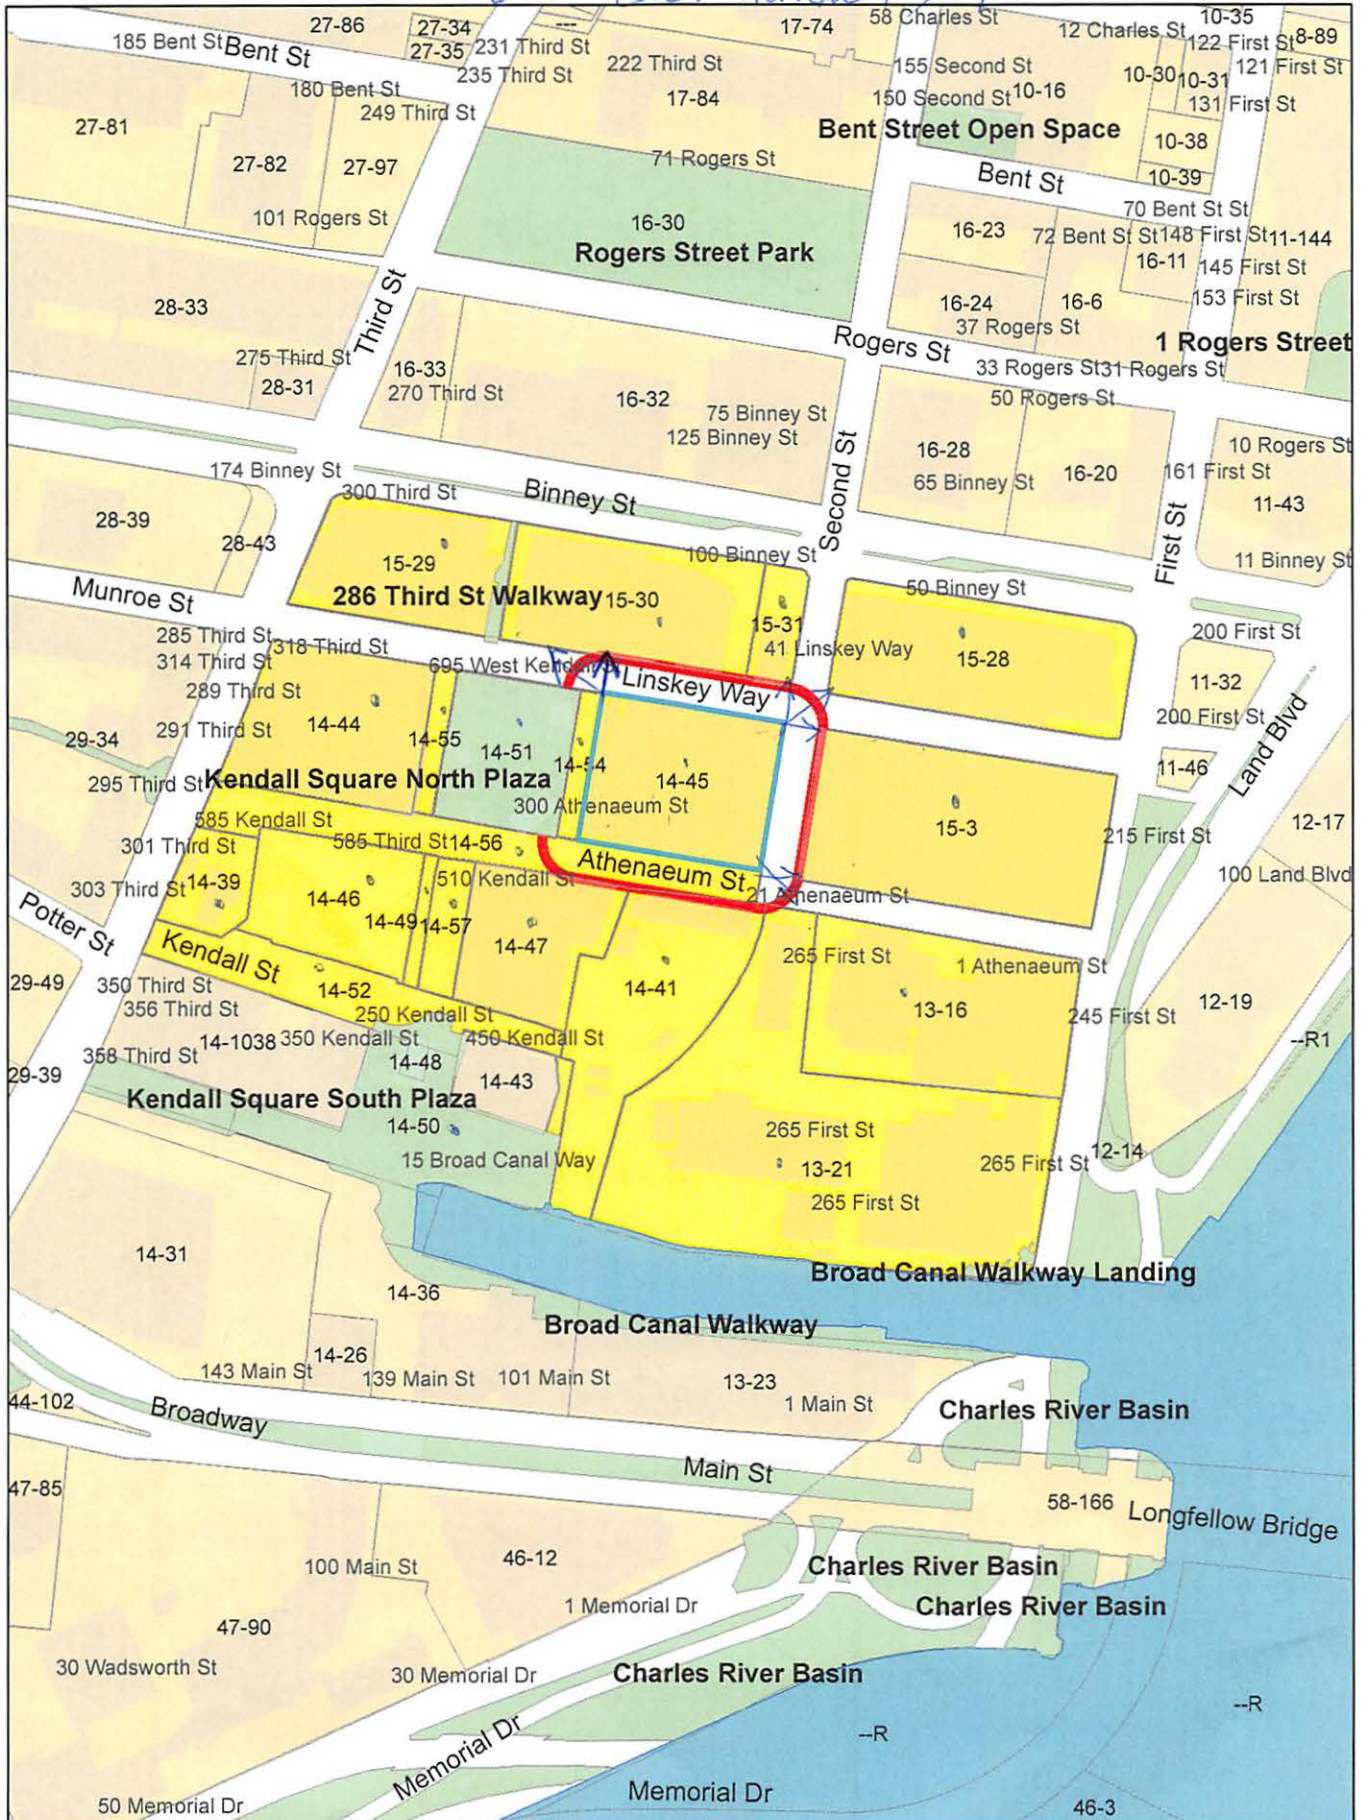 27-86
27-34
---
17-74
58 Charles St
12 Charles St
10-35
185 Bent St
Bent St
27-35
231 Third St
122 First St
8-89
235 Third St
222 Third St
155 Second St
10-30
10-31
121 First St
180 Bent St
17-84
150 Second St
10-16
131 First St
249 Third St
27-81
Bent Street Open Space
10-38
27-82
27-97
71 Rogers St
Bent St
10-39
101 Rogers St
16-30
70 Bent St St
Rogers Street Park
16-23
72 Bent St St
148 First St
11-144
16-11
145 First St
28-33
Third St
16-24
16-6
153 First St
37 Rogers St
Rogers St
1 Rogers Street
275 Third St
16-33
33 Rogers St
31 Rogers St
28-31
270 Third St
16-32
75 Binney St
50 Rogers St
125 Binney St
16-28
10 Rogers St
174 Binney St
65 Binney St
16-20
161 First St
300 Third St
Binney St
Second St
11-43
28-39
28-43
First St
15-29
100 Binney St
11 Binney St
Munroe St
286 Third St Walkway
15-30
50 Binney St
15-31
285 Third St
318 Third St
41 Linskey Way
200 First St
314 Third St
695 West Kendall St
15-28
289 Third St
Linskey Way
11-32
291 Third St
14-44
14-55
14-51
200 First St
29-34
14-54
14-45
11-46
Land Blvd
295 Third St
Kendall Square North Plaza
300 Athenaeum St
585 Kendall St
15-3
12-17
301 Third St
585 Third St
14-56
215 First St
Athenaeum St
303 Third St
14-39
510 Kendall St
100 Land Blvd
14-46
21 Athenaeum St
Potter St
14-49
14-57
Kendall St
14-47
265 First St
1 Athenaeum St
29-49
350 Third St
14-52
14-41
12-19
356 Third St
250 Kendall St
13-16
245 First St
14-1038
350 Kendall St
450 Kendall St
--R1
358 Third St
14-48
29-39
14-43
Kendall Square South Plaza
14-50
265 First St
15 Broad Canal Way
13-21
265 First St
12-14
265 First St
14-31
Broad Canal Walkway Landing
14-36
Broad Canal Walkway
14-26
143 Main St
139 Main St
101 Main St
13-23
44-102
1 Main St
Broadway
Charles River Basin
Main St
47-85
58-166
Longfellow Bridge
100 Main St
46-12
Charles River Basin
1 Memorial Dr
Charles River Basin
47-90
30 Wadsworth St
30 Memorial Dr
Charles River Basin
--R
--R
Memorial Dr
Memorial Dr
50 Memorial Dr
46-3